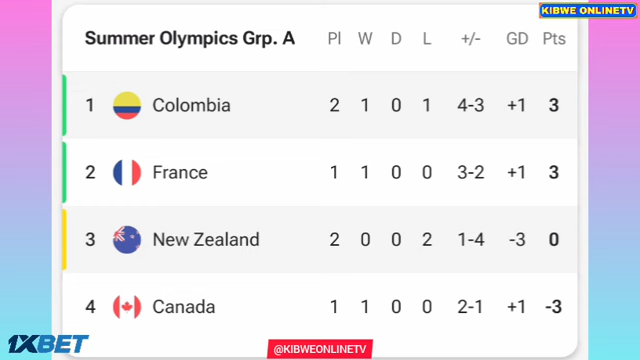 KIBWE ONLINETV
Summer Olympics Grp. A Pl W D L +/- GD Pts
1 Colombia 2 1 0 1 4-3 +1 3
2 France 1 1 0 0 3-2 +1 3
3 New Zealand 2 0 0 2 1-4 -3 0
4 Canada 1 1 0 0 2-1 +1 -3
1XBET
@KIBWEONLINETV